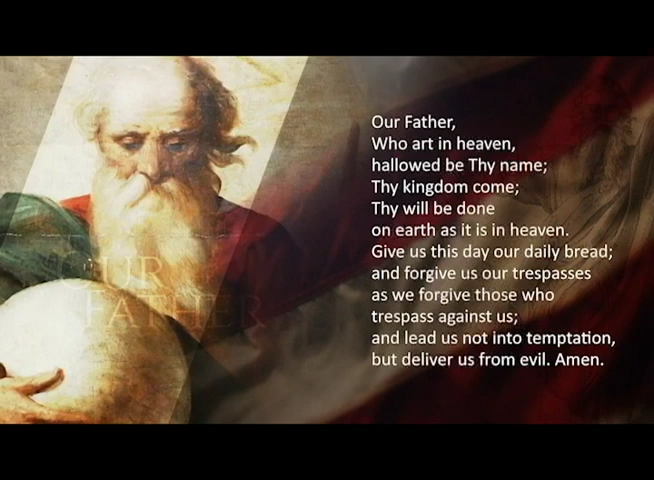 OUR
FATHER
Our Father,
Who art in heaven,
hallowed be Thy name;
Thy kingdom come;
Thy will be done
on earth as it is in heaven.
Give us this day our daily bread;
and forgive us our trespasses
as we forgive those who
trespass against us;
and lead us not into temptation,
but deliver us from evil. Amen.